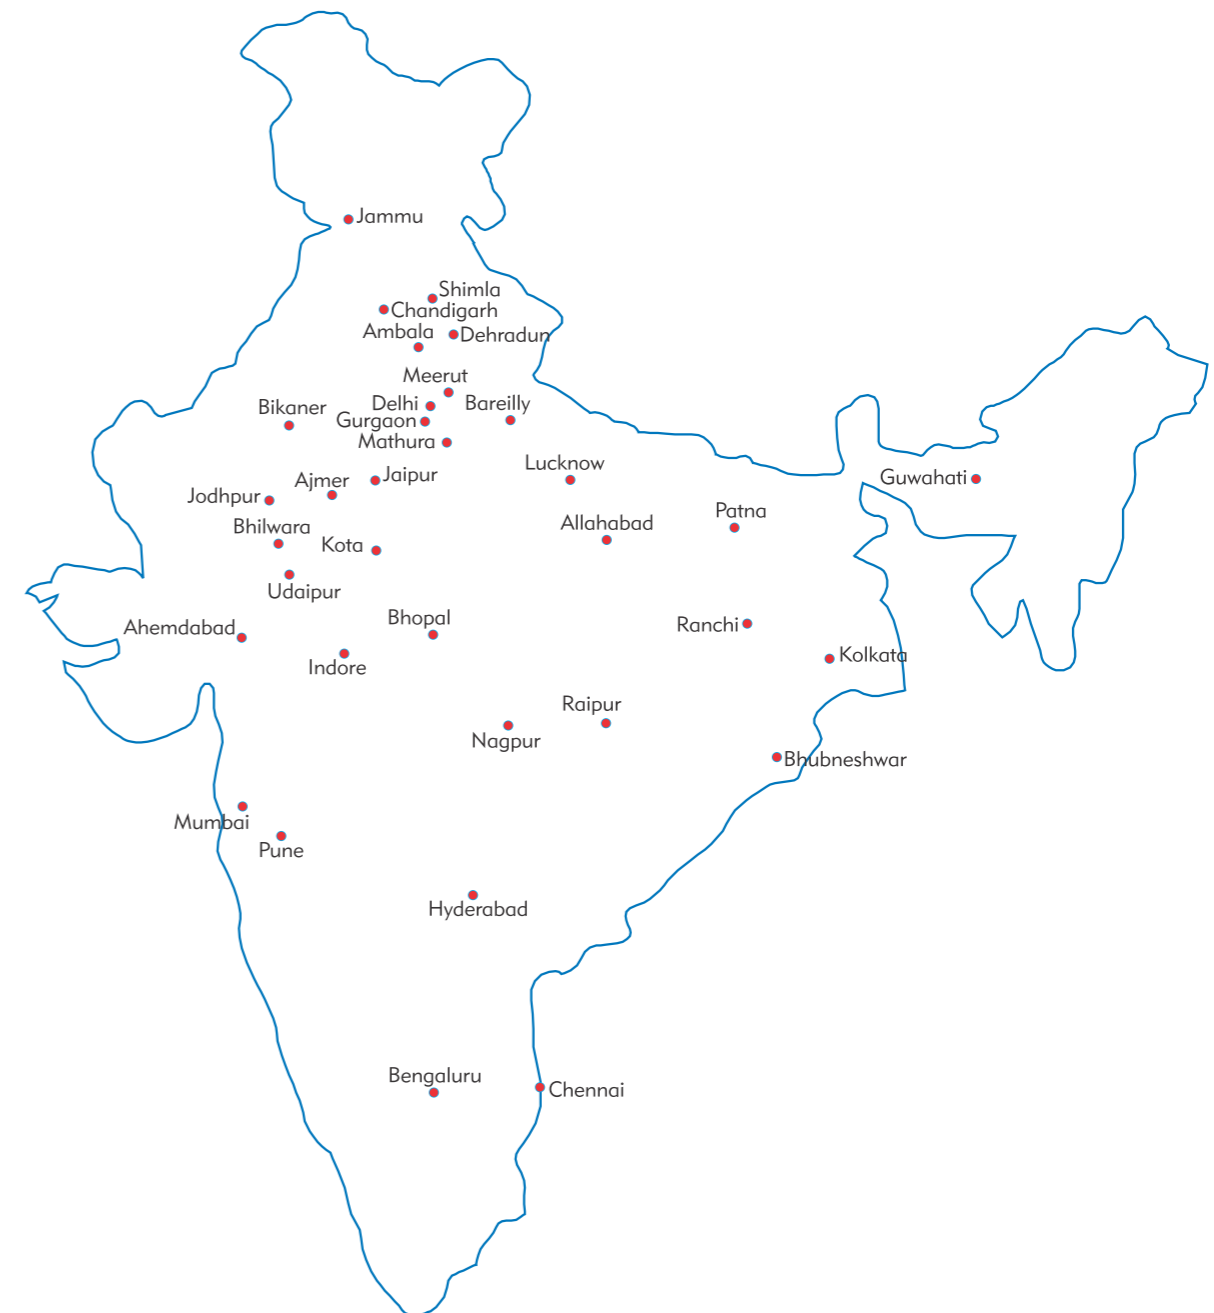 Jammu
Shimla
Chandigarh
Ambala
Dehradun
Meerut
Delhi
Bareilly
Bikaner
Gurgaon
Mathura
Lucknow
Ajmer
Jaipur
Guwahati
Jodhpur
Patna
Allahabad
Bhilwara
Kota
Udaipur
Bhopal
Ahemdabad
Ranchi
Kolkata
Indore
Raipur
Nagpur
Bhubneshwar
Mumbai
Pune
Hyderabad
Bengaluru
Chennai